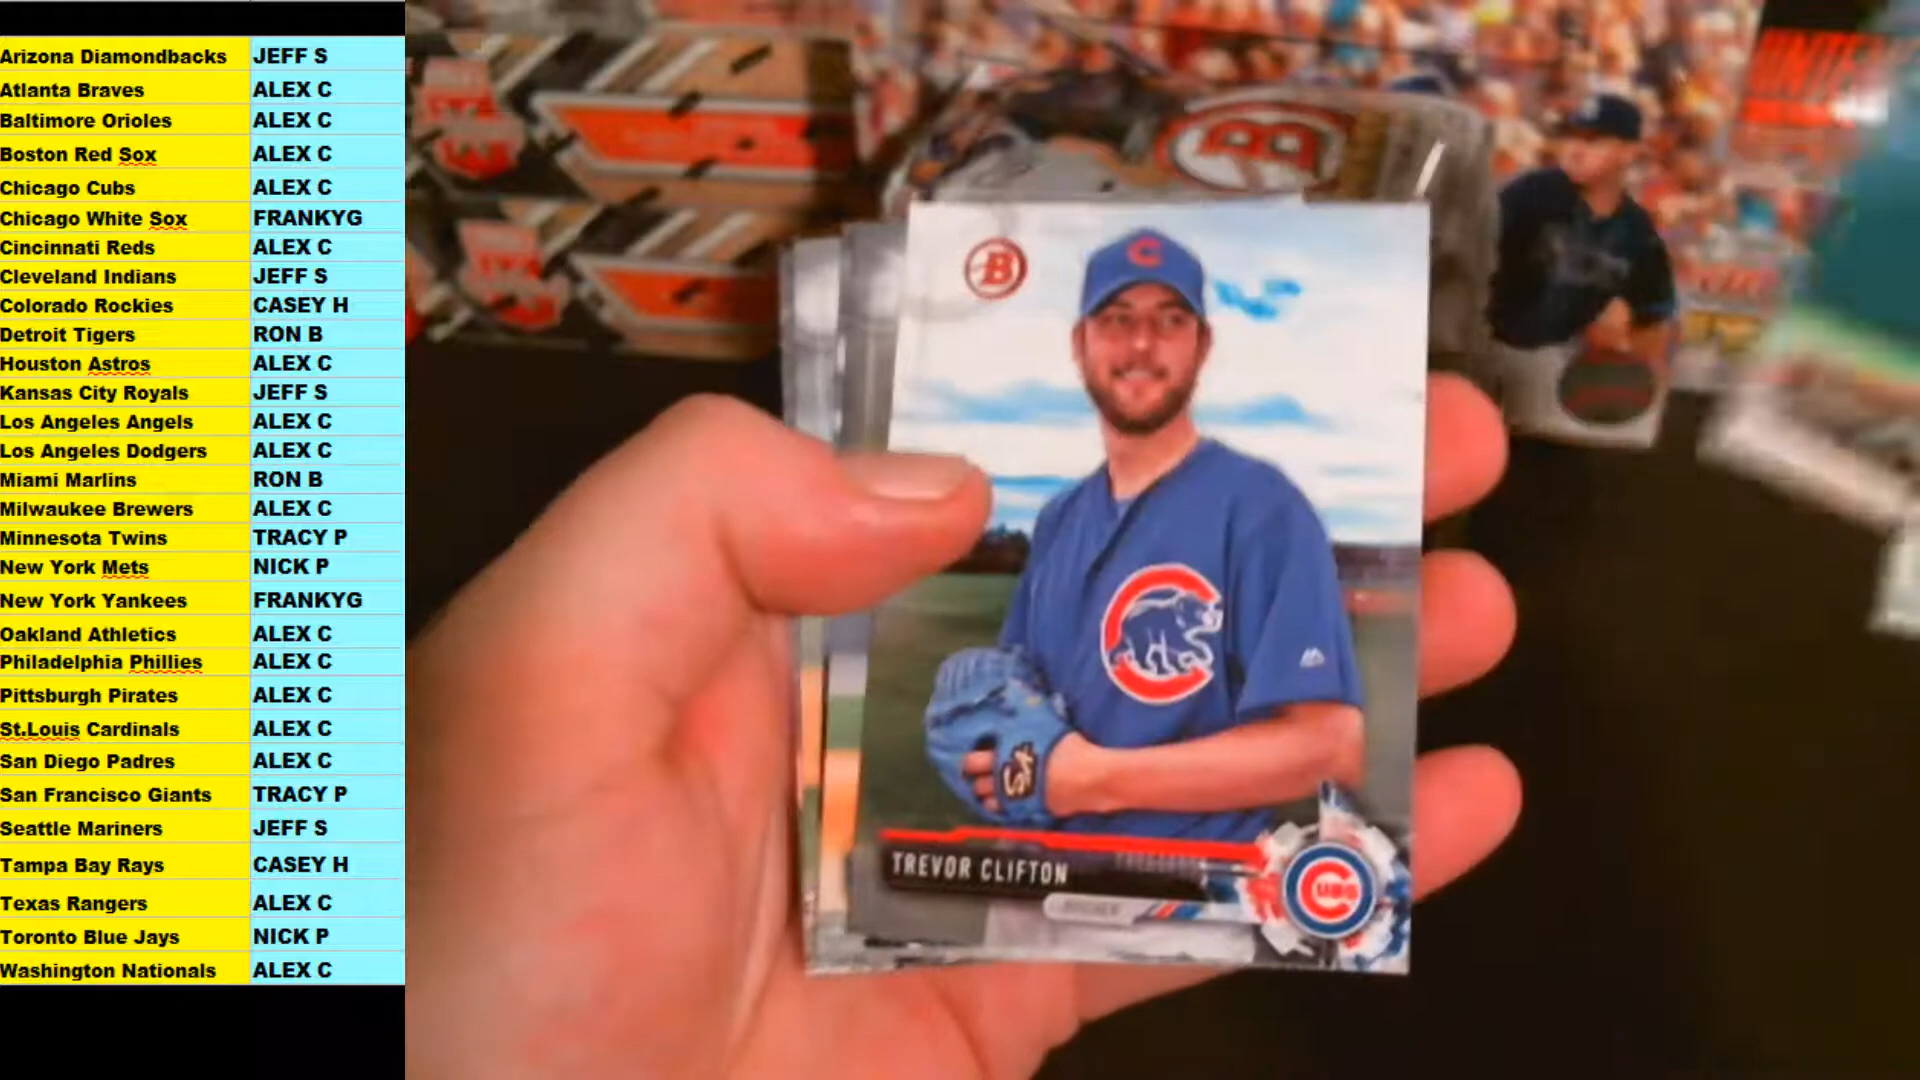 Arizona Diamondbacks JEFF S
Atlanta Braves ALEX C
Baltimore Orioles ALEX C
Boston Red Sox ALEX C
Chicago Cubs ALEX C
Chicago White Sox FRANKYG
Cincinnati Reds ALEX C
Cleveland Indians JEFF S
Colorado Rockies CASEY H
Detroit Tigers RON B
Houston Astros ALEX C
Kansas City Royals JEFF S
Los Angeles Angels ALEX C
Los Angeles Dodgers ALEX C
Miami Marlins RON B
Milwaukee Brewers ALEX C
Minnesota Twins TRACY P
New York Mets NICK P
New York Yankees FRANKYG
Oakland Athletics ALEX C
Philadelphia Phillies ALEX C
Pittsburgh Pirates ALEX C
St.Louis Cardinals ALEX C
San Diego Padres ALEX C
San Francisco Giants TRACY P
Seattle Mariners JEFF S
Tampa Bay Rays CASEY H
Texas Rangers ALEX C
Toronto Blue Jays NICK P
Washington Nationals ALEX C
B
B
C
TREVOR CLIFTON
CUBS